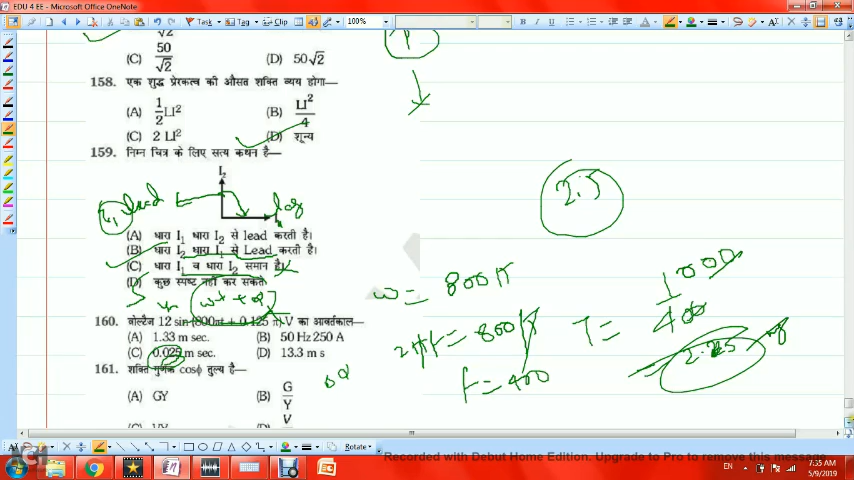 EDU 4 EE - Microsoft Office OneNote
Task Tag Clip 100% B I U
√2
(C) 50/√2 (D) 50√2
p
158. एक शुद्ध प्रेरकत्व की औसत शक्ति व्यय होगा—
(A) 1/2 LI² (B) LI²/4
(C) 2 LI² (D) शून्य
159. निम्न चित्र के लिए सत्य कथन है—
I₂
I₁ lead lag
2.5
(A) धारा I₁ धारा I₂ से lead करती है।
(B) धारा I₂ धारा I₁ से Lead करती है।
(C) धारा I₁ व धारा I₂ समान है।
(D) कुछ स्पष्ट नहीं कर सकते
ω = 800π
2πf = 800π T = 1000/400
f = 400
160. वोल्टेज 12 sin (800πt + 0.125 π) V का आवर्तकाल—
(A) 1.33 m sec. (B) 50 Hz 250 A
(C) 0.025 m sec. (D) 13.3 m s
161. शक्ति गुणक cosϕ तुल्य है—
(A) GY (B) G/Y
V
Rotate
Recorded with Debut Home Edition. Upgrade to Pro to remove this message
EN 7:35 AM
5/9/2019